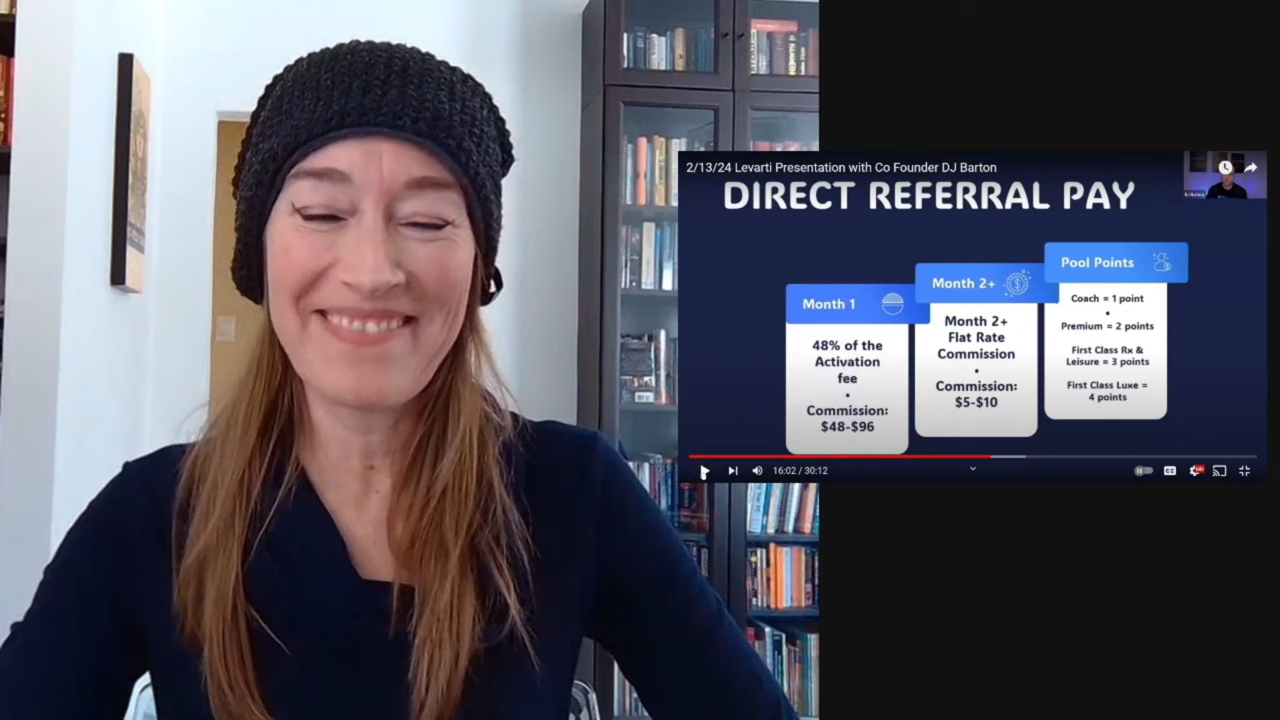 2/13/24 Levarti Presentation with Co Founder DJ Barton
DIRECT REFERRAL PAY
Month 1
48% of the
Activation
fee
•
Commission:
$48-$96
Month 2+
Month 2+
Flat Rate
Commission
•
Commission:
$5-$10
Pool Points
Coach = 1 point
•
Premium = 2 points
First Class Rx &
Leisure = 3 points
First Class Luxe =
4 points
16:02 / 30:12
CC
HD